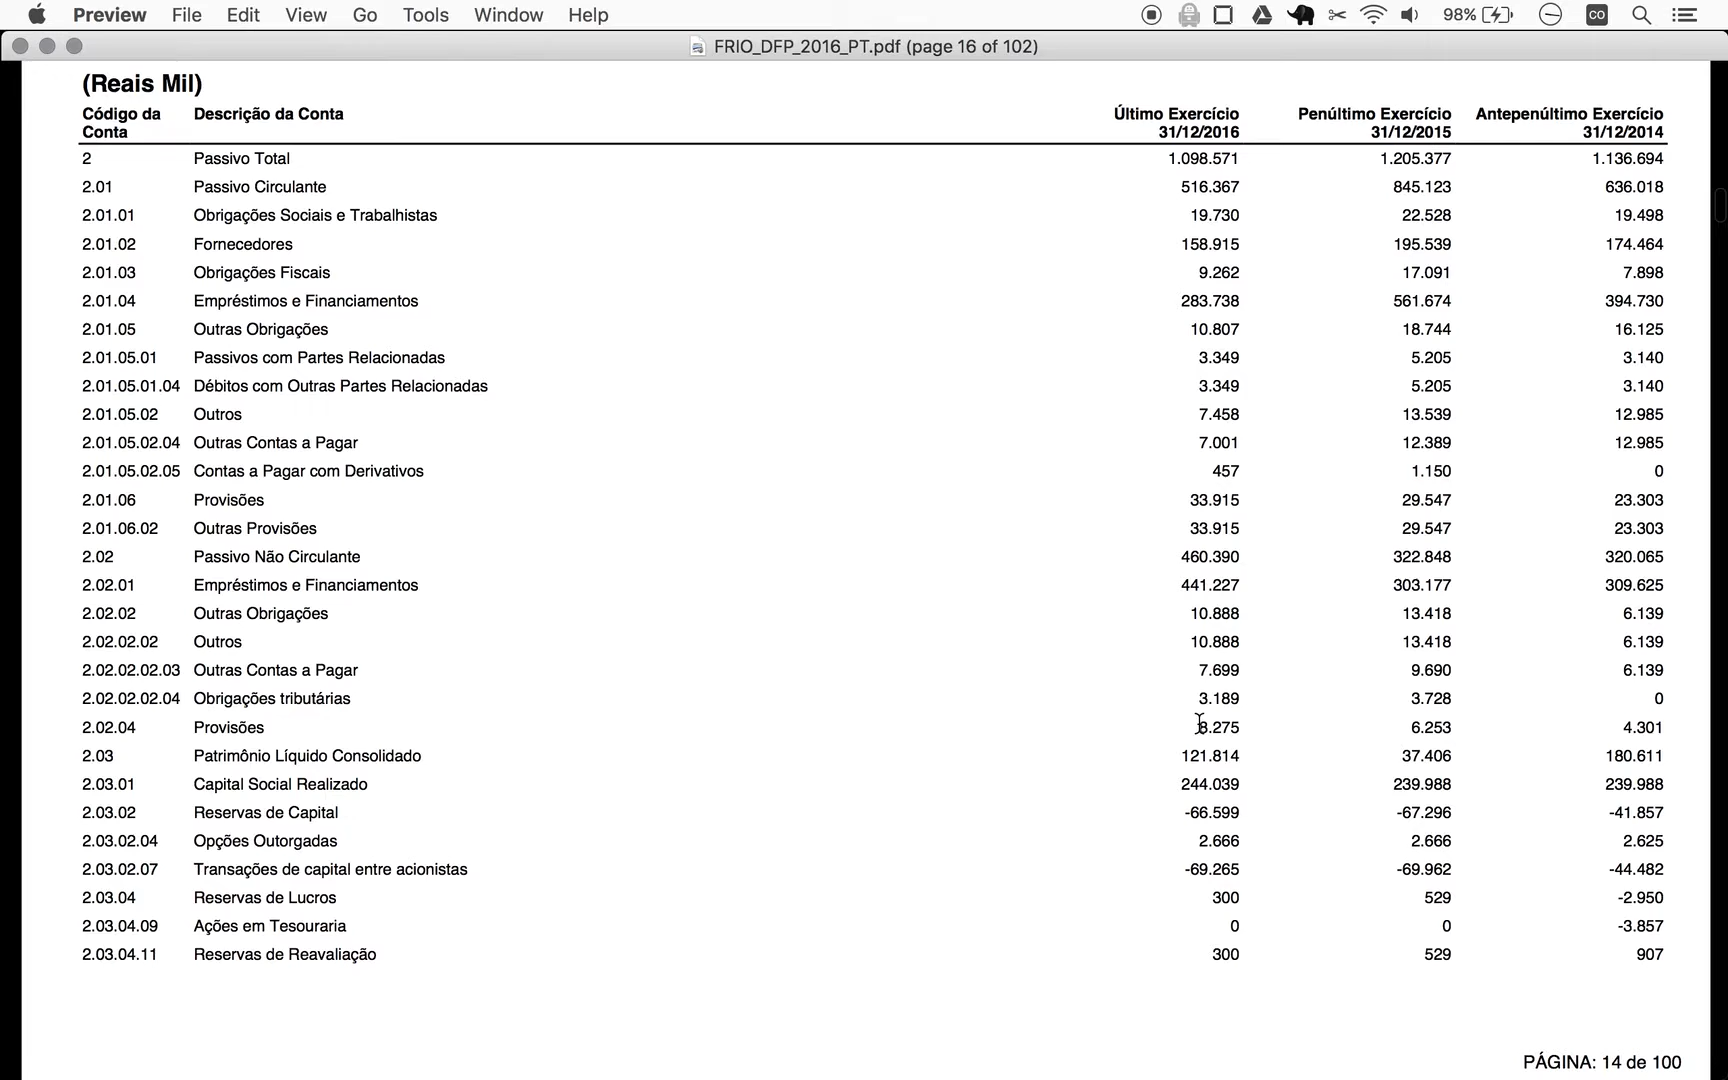 Preview File Edit View Go Tools Window Help 98% CO
FRIO_DFP_2016_PT.pdf (page 16 of 102)
(Reais Mil)
Código da Conta Descrição da Conta Último Exercício 31/12/2016 Penúltimo Exercício 31/12/2015 Antepenúltimo Exercício 31/12/2014
2 Passivo Total 1.098.571 1.205.377 1.136.694
2.01 Passivo Circulante 516.367 845.123 636.018
2.01.01 Obrigações Sociais e Trabalhistas 19.730 22.528 19.498
2.01.02 Fornecedores 158.915 195.539 174.464
2.01.03 Obrigações Fiscais 9.262 17.091 7.898
2.01.04 Empréstimos e Financiamentos 283.738 561.674 394.730
2.01.05 Outras Obrigações 10.807 18.744 16.125
2.01.05.01 Passivos com Partes Relacionadas 3.349 5.205 3.140
2.01.05.01.04 Débitos com Outras Partes Relacionadas 3.349 5.205 3.140
2.01.05.02 Outros 7.458 13.539 12.985
2.01.05.02.04 Outras Contas a Pagar 7.001 12.389 12.985
2.01.05.02.05 Contas a Pagar com Derivativos 457 1.150 0
2.01.06 Provisões 33.915 29.547 23.303
2.01.06.02 Outras Provisões 33.915 29.547 23.303
2.02 Passivo Não Circulante 460.390 322.848 320.065
2.02.01 Empréstimos e Financiamentos 441.227 303.177 309.625
2.02.02 Outras Obrigações 10.888 13.418 6.139
2.02.02.02 Outros 10.888 13.418 6.139
2.02.02.02.03 Outras Contas a Pagar 7.699 9.690 6.139
2.02.02.02.04 Obrigações tributárias 3.189 3.728 0
2.02.04 Provisões 8.275 6.253 4.301
2.03 Patrimônio Líquido Consolidado 121.814 37.406 180.611
2.03.01 Capital Social Realizado 244.039 239.988 239.988
2.03.02 Reservas de Capital -66.599 -67.296 -41.857
2.03.02.04 Opções Outorgadas 2.666 2.666 2.625
2.03.02.07 Transações de capital entre acionistas -69.265 -69.962 -44.482
2.03.04 Reservas de Lucros 300 529 -2.950
2.03.04.09 Ações em Tesouraria 0 0 -3.857
2.03.04.11 Reservas de Reavaliação 300 529 907
PÁGINA: 14 de 100